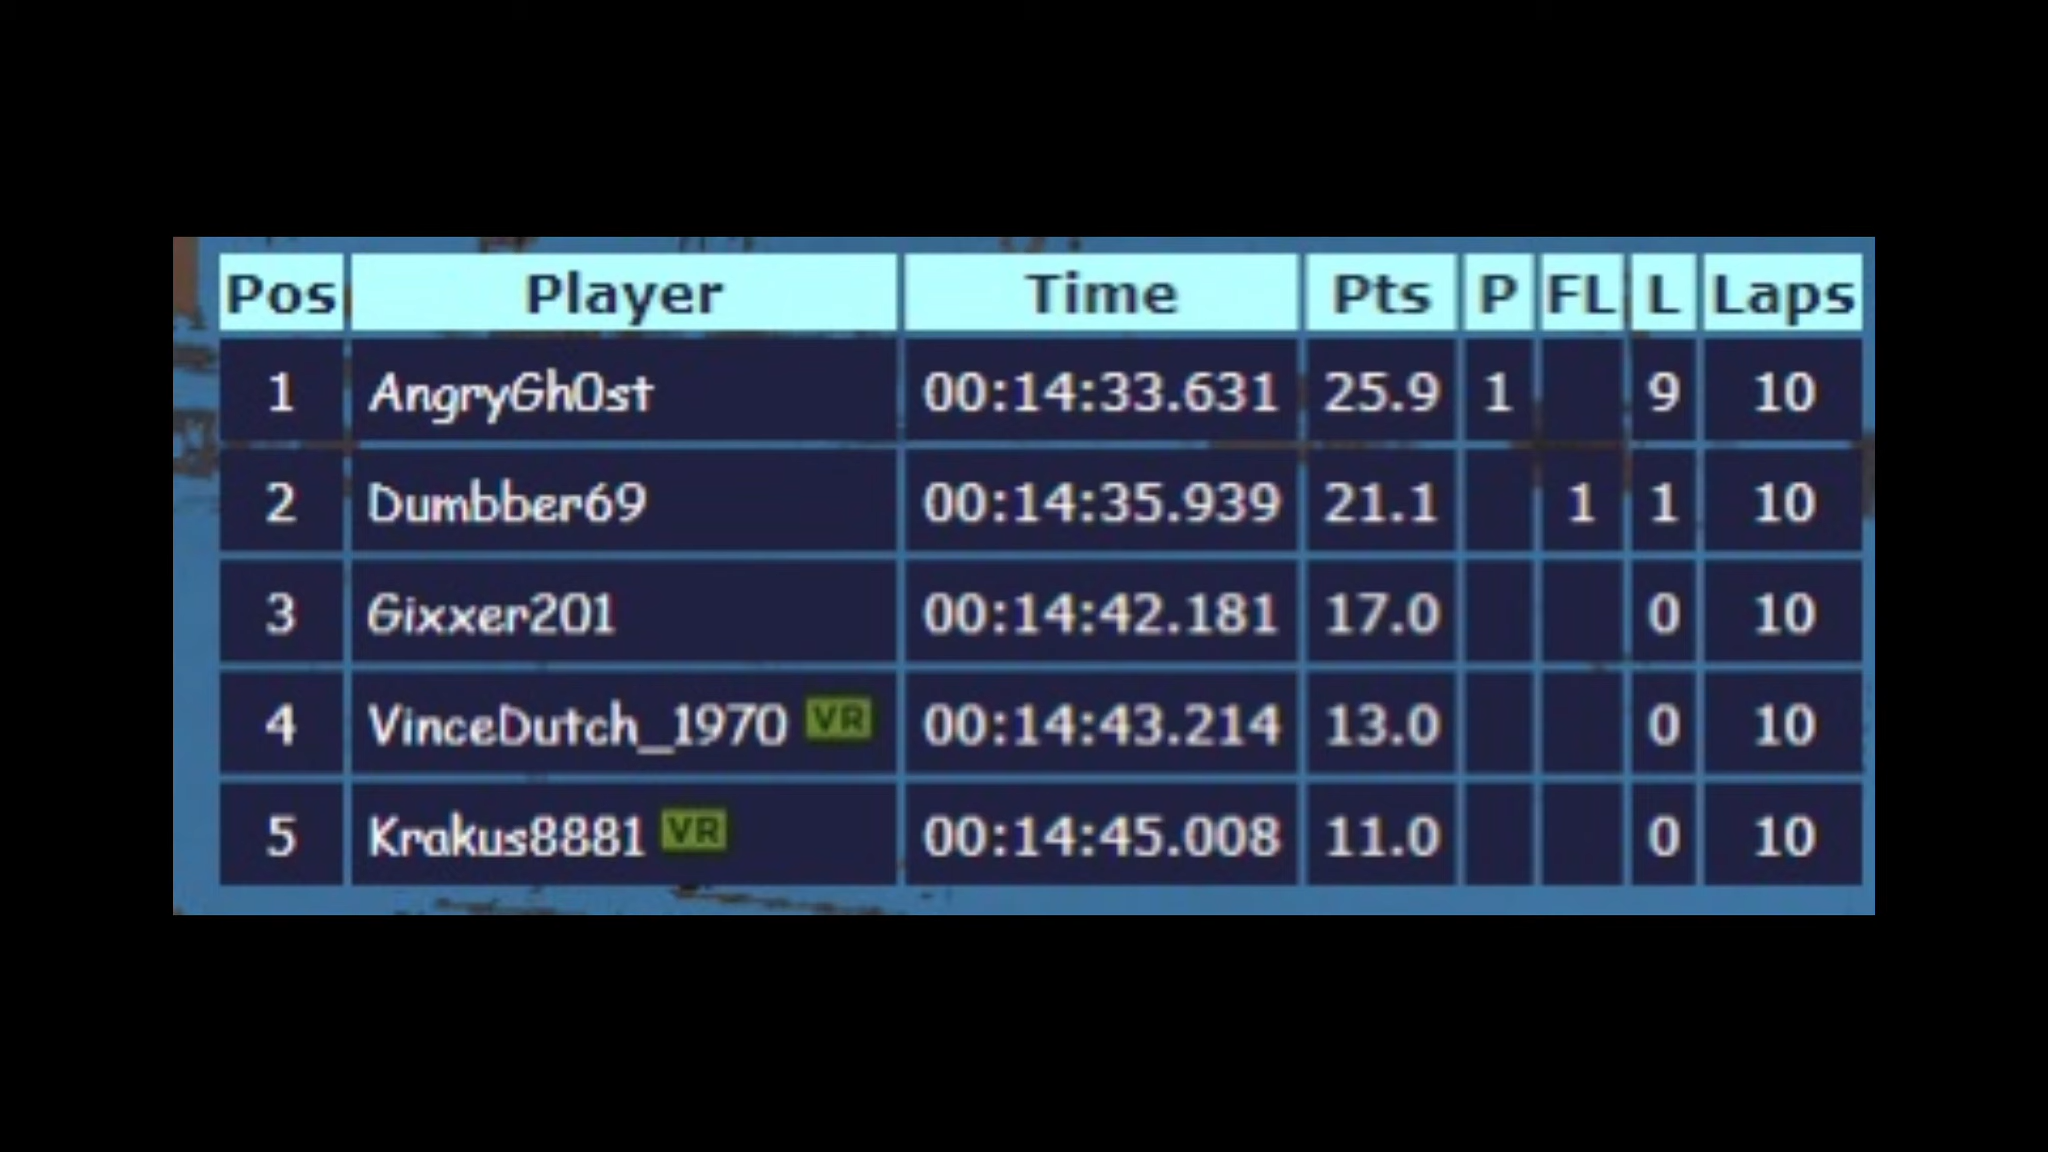 Pos Player Time Pts P FL L Laps
1 AngryGh0st 00:14:33.631 25.9 1 9 10
2 Dumbber69 00:14:35.939 21.1 1 1 10
3 Gixxer201 00:14:42.181 17.0 0 10
4 VinceDutch_1970 VR 00:14:43.214 13.0 0 10
5 Krakus8881 VR 00:14:45.008 11.0 0 10